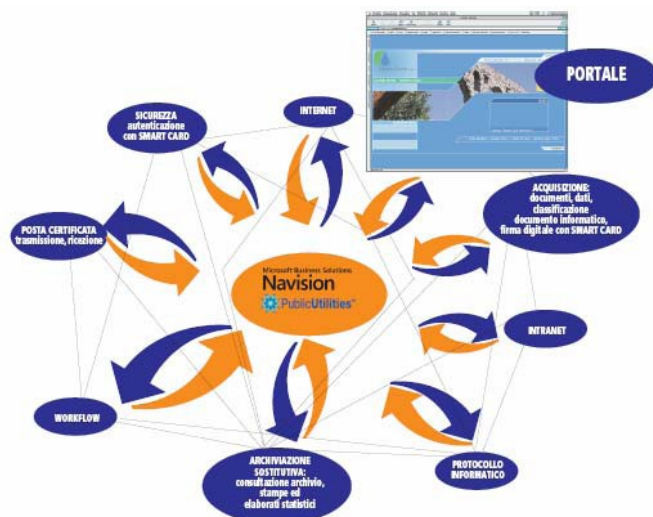 PORTALE
SICUREZZA
autenticazione
con SMART CARD
INTERNET
ACQUISIZIONE:
documenti, dati,
classificazione
documento informatico,
firma digitale con SMART CARD
POSTA CERTIFICATA
trasmissione, ricezione
Microsoft Business Solutions
Navision
PublicUtilities™
INTRANET
WORKFLOW
ARCHIVIAZIONE
SOSTITUTIVA:
consultazione archivio,
stampe ed
elaborati statistici
PROTOCOLLO
INFORMATICO